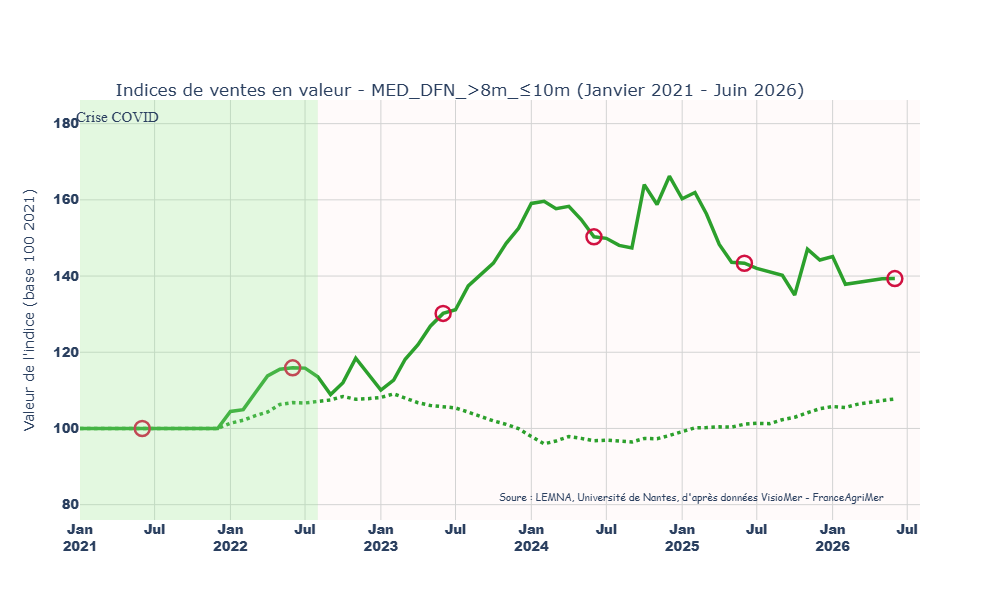 Indices de ventes en valeur - MED_DFN_>8m_≤10m (Janvier 2021 - Juin 2026)
Crise COVID
Valeur de l'indice (base 100 2021)
180
160
140
120
100
80
Soure : LEMNA, Université de Nantes, d'après données VisioMer - FranceAgriMer
Jan Jul Jan Jul Jan Jul Jan Jul Jan Jul Jan Jul
2021 2022 2023 2024 2025 2026